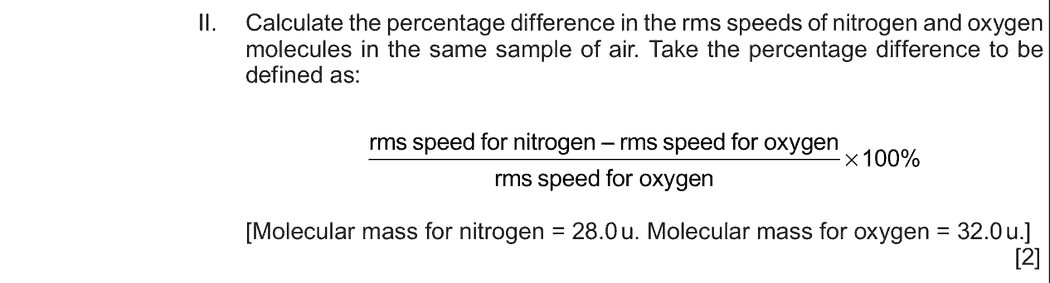 II. Calculate the percentage difference in the rms speeds of nitrogen and oxygen
molecules in the same sample of air. Take the percentage difference to be
defined as:
rms speed for nitrogen – rms speed for oxygen
rms speed for oxygen
×100%
[Molecular mass for nitrogen = 28.0 u. Molecular mass for oxygen = 32.0 u.]
[2]